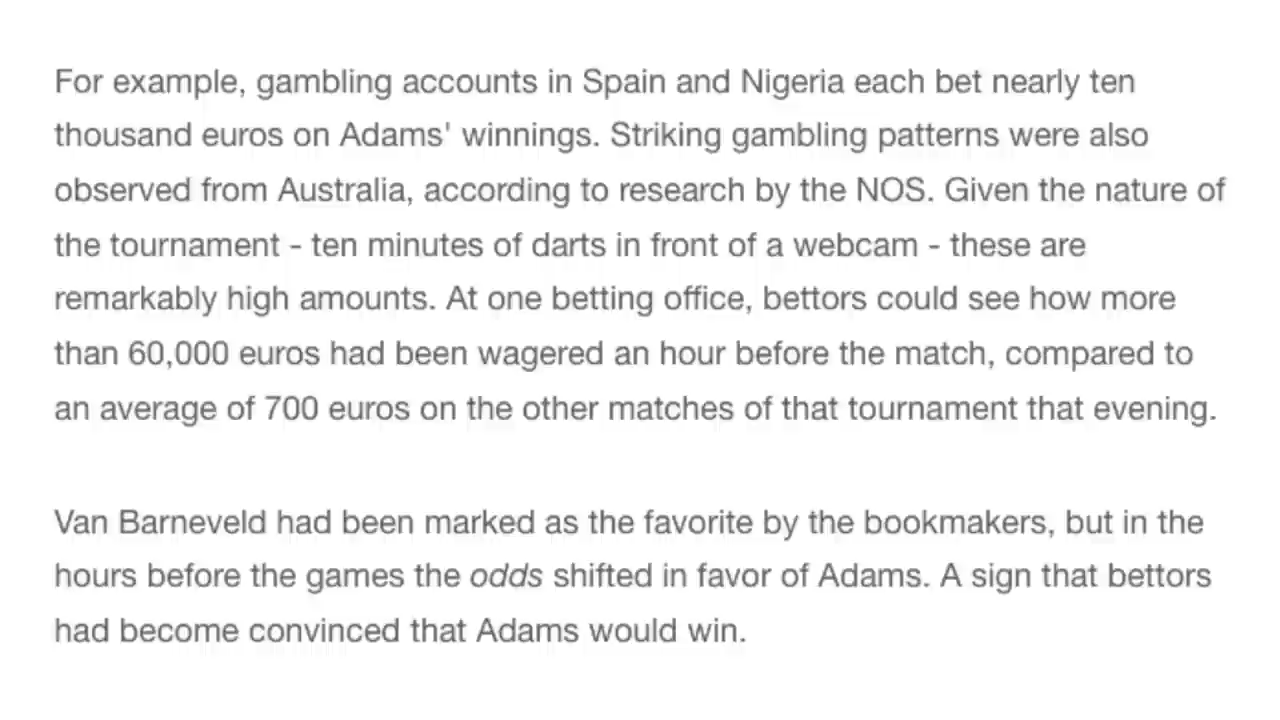 For example, gambling accounts in Spain and Nigeria each bet nearly ten
thousand euros on Adams' winnings. Striking gambling patterns were also
observed from Australia, according to research by the NOS. Given the nature of
the tournament - ten minutes of darts in front of a webcam - these are
remarkably high amounts. At one betting office, bettors could see how more
than 60,000 euros had been wagered an hour before the match, compared to
an average of 700 euros on the other matches of that tournament that evening.
Van Barneveld had been marked as the favorite by the bookmakers, but in the
hours before the games the odds shifted in favor of Adams. A sign that bettors
had become convinced that Adams would win.